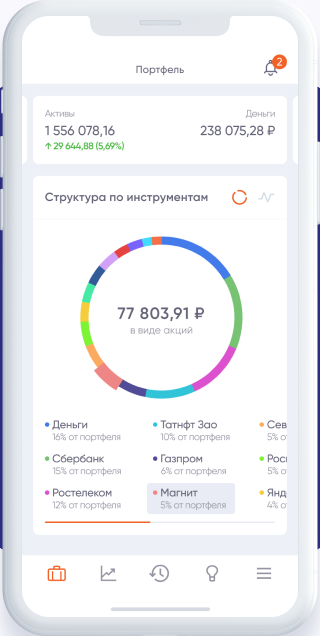 Портфель
2
Активы
Деньги
1 556 078,16
238 075,28 ₽
↑ 29 644,88 (5,69%)
Структура по инструментам
77 803,91 ₽
в виде акций
Деньги
16% от портфеля
Татнфт 3ао
10% от портфеля
Сев
5% о
Сбербанк
15% от портфеля
Газпром
6% от портфеля
Рос
5% о
Ростелеком
12% от портфеля
Магнит
5% от портфеля
Янд
4% о